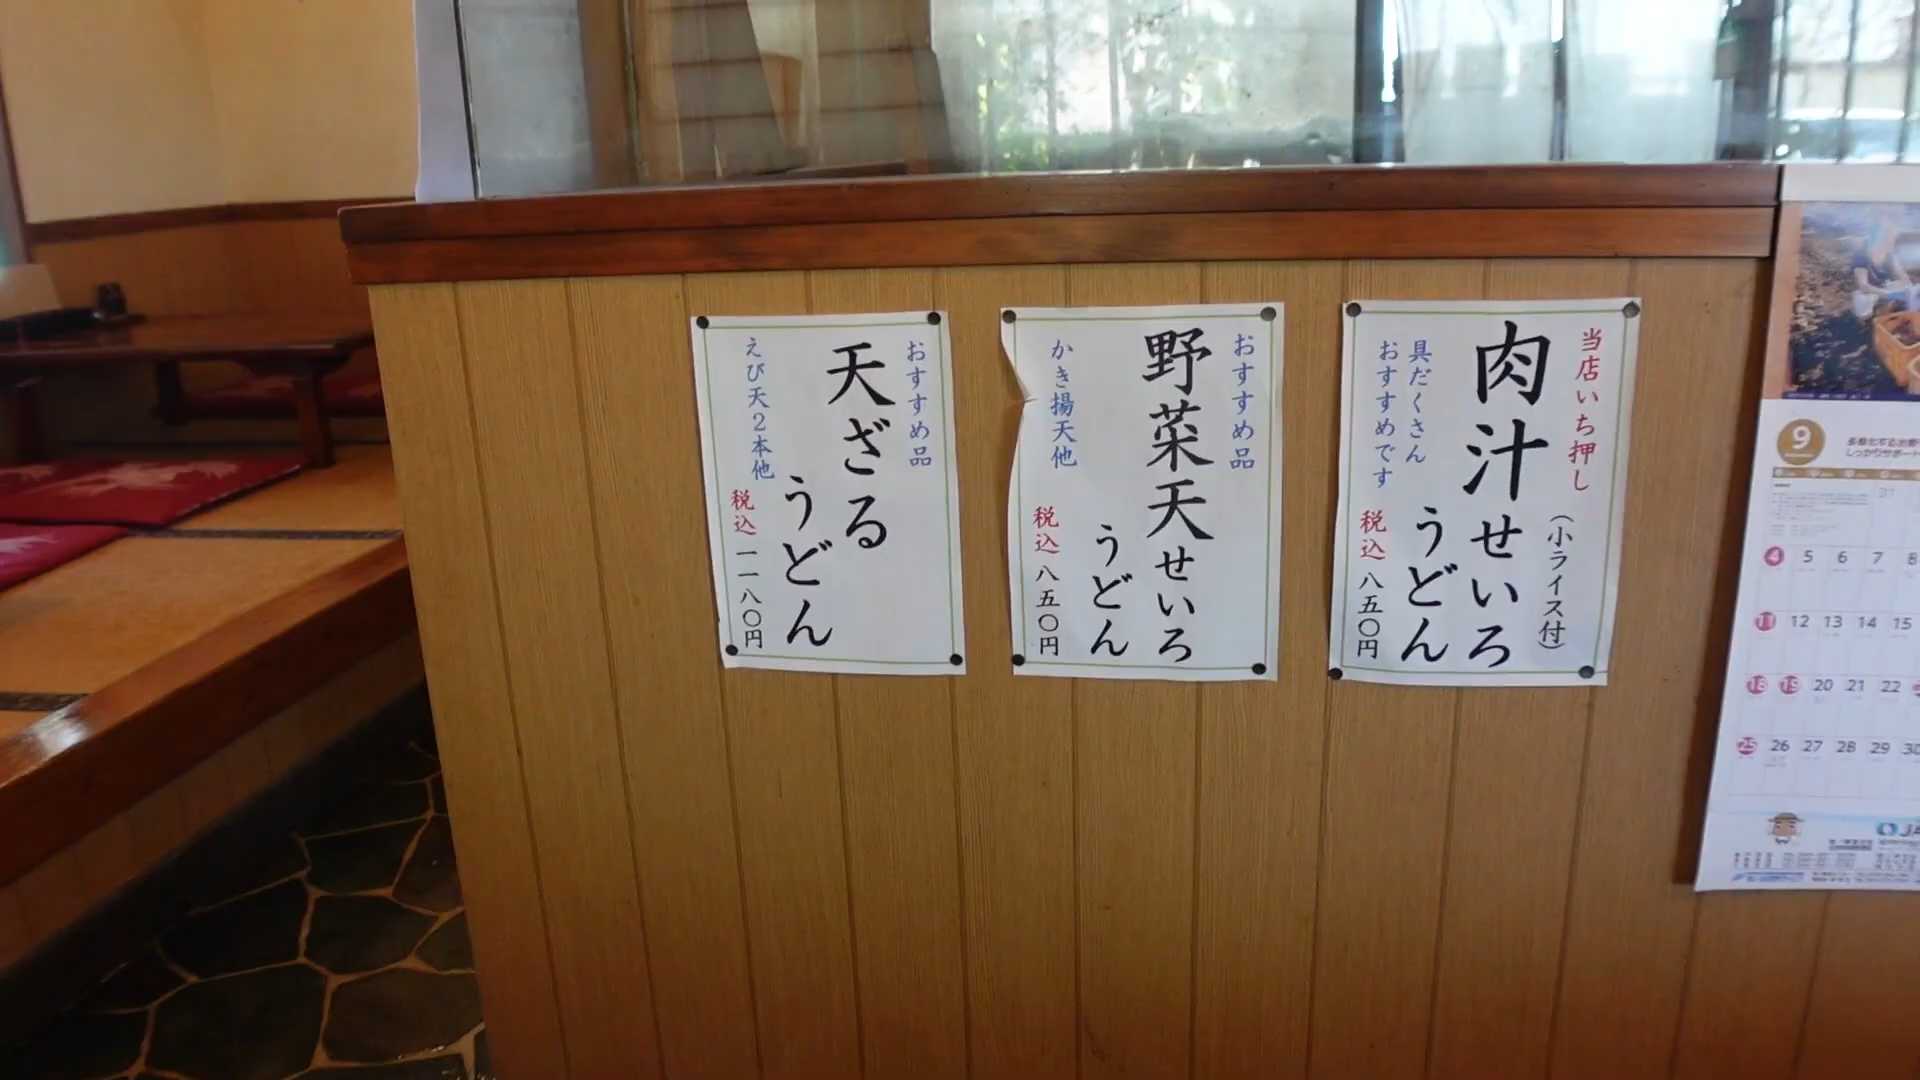 当店いち押し
肉汁せいろ
うどん
(小ライス付)
具だくさん
おすすめです
税込 八五〇円
おすすめ品
野菜天せいろ
うどん
かき揚天他
税込 八五〇円
おすすめ品
天ざる
うどん
えび天2本他
税込 一一八〇円
9
31
4 5 6 7 8
11 12 13 14 15
18 19 20 21 22
25 26 27 28 29 30
JA